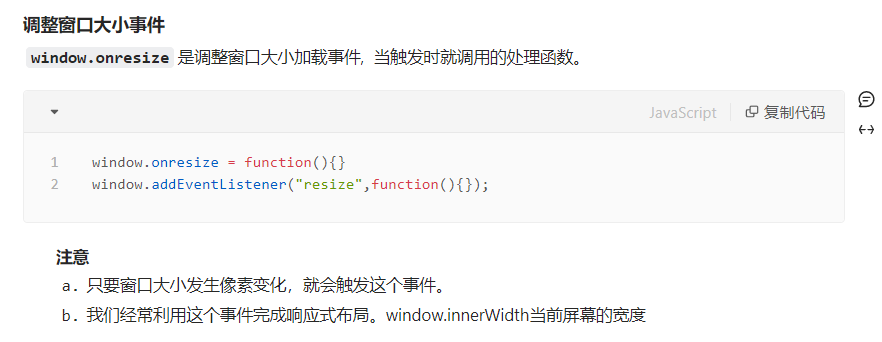 调整窗口大小事件
window.onresize 是调整窗口大小加载事件, 当触发时就调用的处理函数。
JavaScript 复制代码
1 window.onresize = function(){}
2 window.addEventListener("resize",function(){});
注意
a. 只要窗口大小发生像素变化，就会触发这个事件。
b. 我们经常利用这个事件完成响应式布局。window.innerWidth当前屏幕的宽度